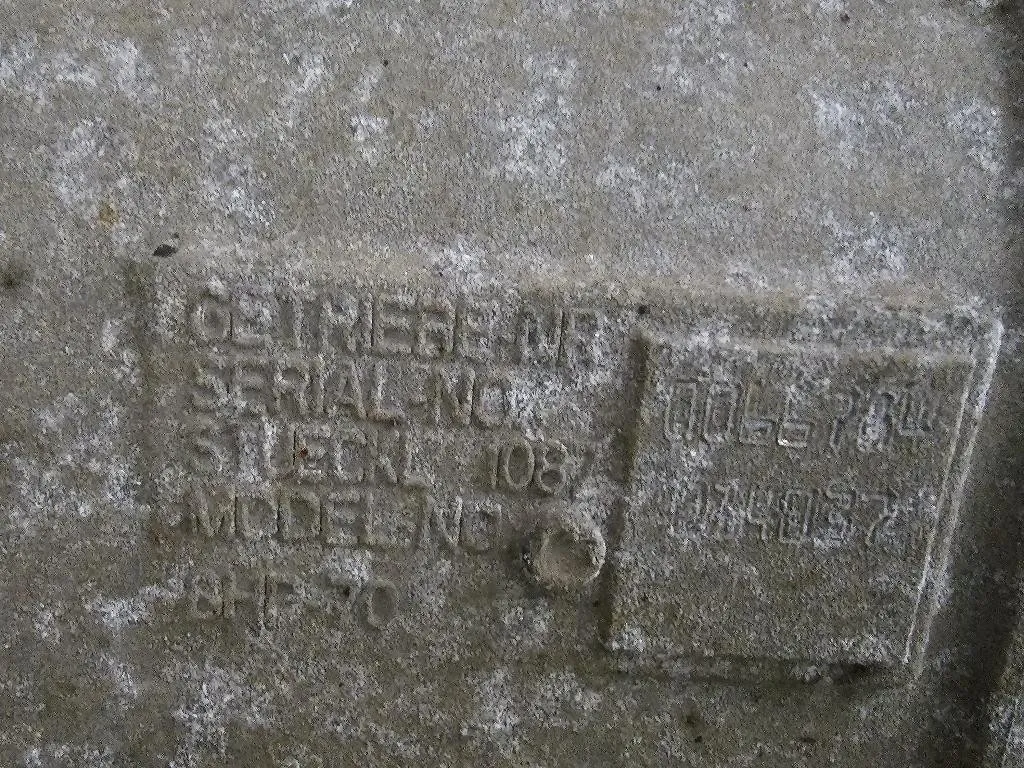 GETRIEBE-NR
SERIAL-NO
STUECKL 1087
MODEL-NO
8HP-70